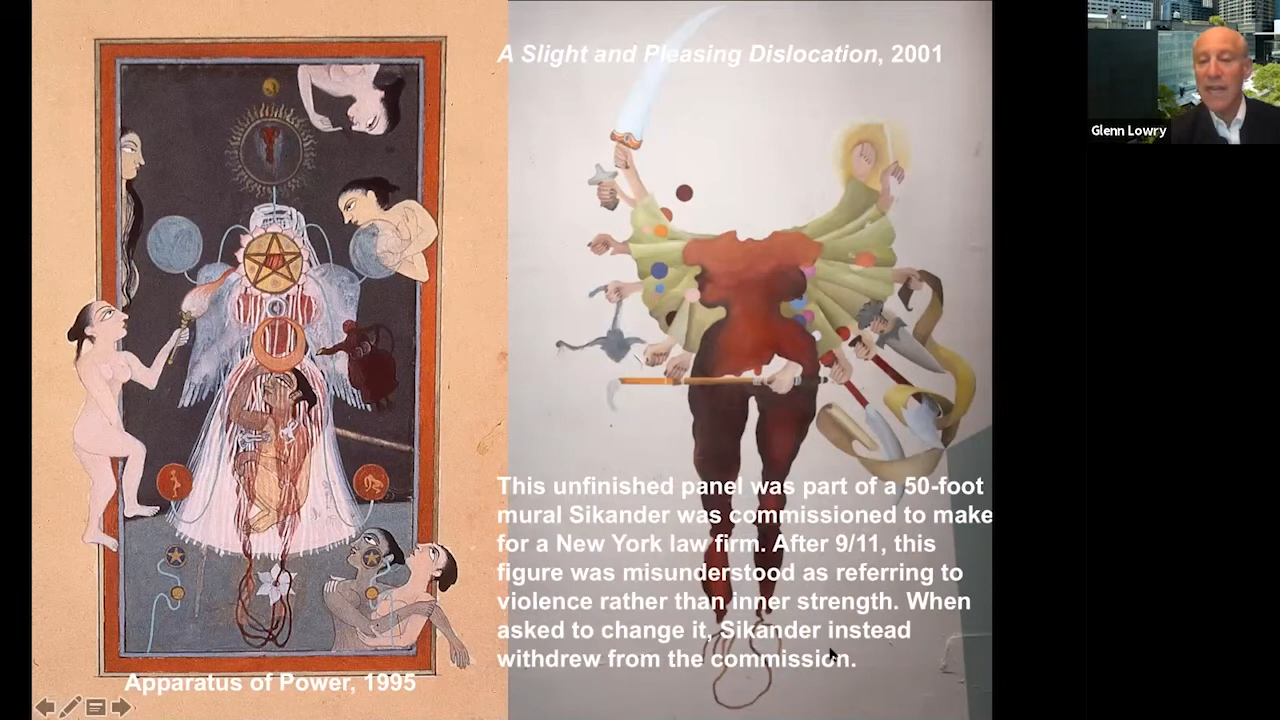 A Slight and Pleasing Dislocation, 2001
Glenn Lowry
This unfinished panel was part of a 50-foot
mural Sikander was commissioned to make
for a New York law firm. After 9/11, this
figure was misunderstood as referring to
violence rather than inner strength. When
asked to change it, Sikander instead
withdrew from the commission.
Apparatus of Power, 1995